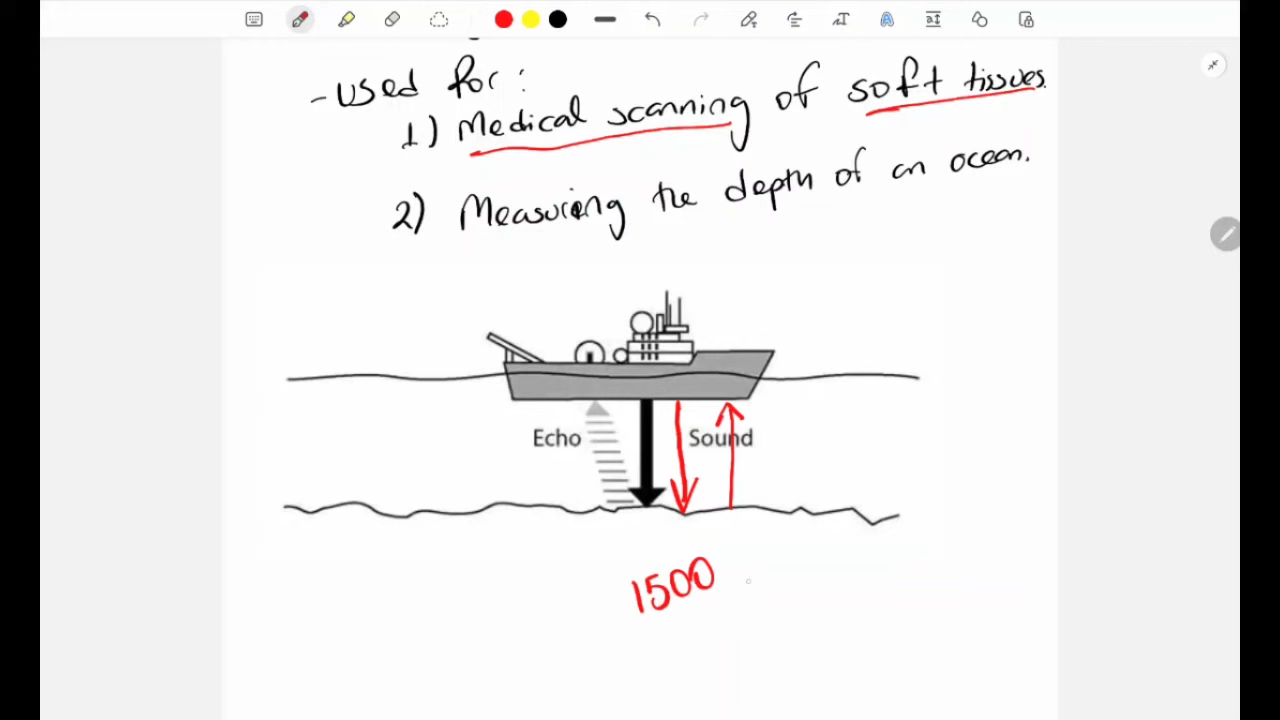 - used for:
1) Medical scanning of soft tissues.
2) Measuring the depth of an ocean.
Echo
Sound
1500